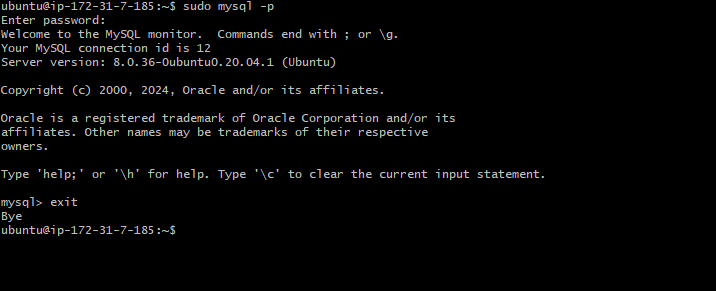 ubuntu@ip-172-31-7-185:~$ sudo mysql -p
Enter password:
Welcome to the MySQL monitor.  Commands end with ; or \g.
Your MySQL connection id is 12
Server version: 8.0.36-0ubuntu0.20.04.1 (Ubuntu)
Copyright (c) 2000, 2024, Oracle and/or its affiliates.
Oracle is a registered trademark of Oracle Corporation and/or its
affiliates. Other names may be trademarks of their respective
owners.
Type 'help;' or '\h' for help. Type '\c' to clear the current input statement.
mysql> exit
Bye
ubuntu@ip-172-31-7-185:~$